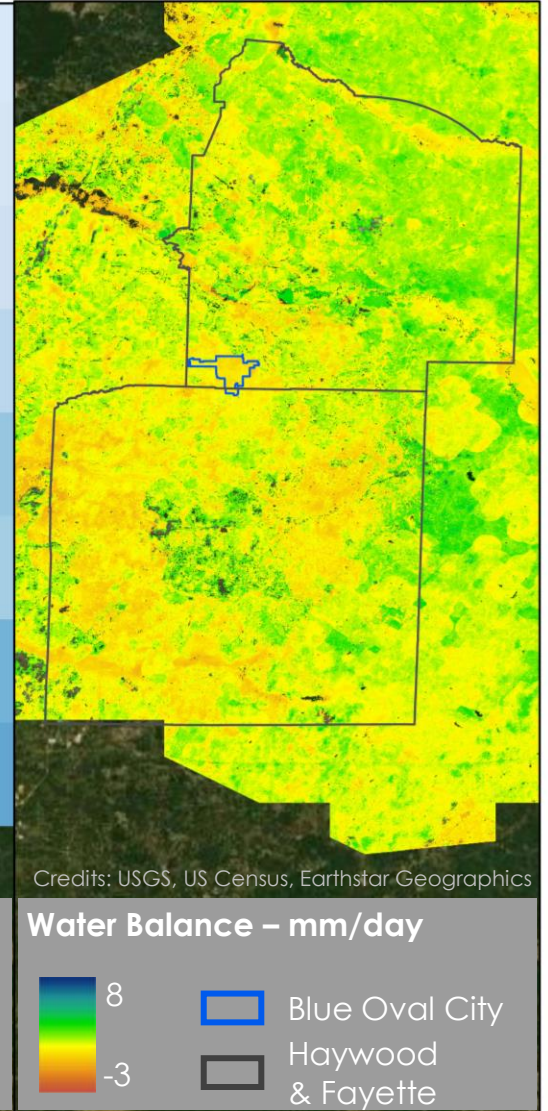 Credits: USGS, US Census, Earthstar Geographics
Water Balance – mm/day
8
-3
Blue Oval City
Haywood
& Fayette